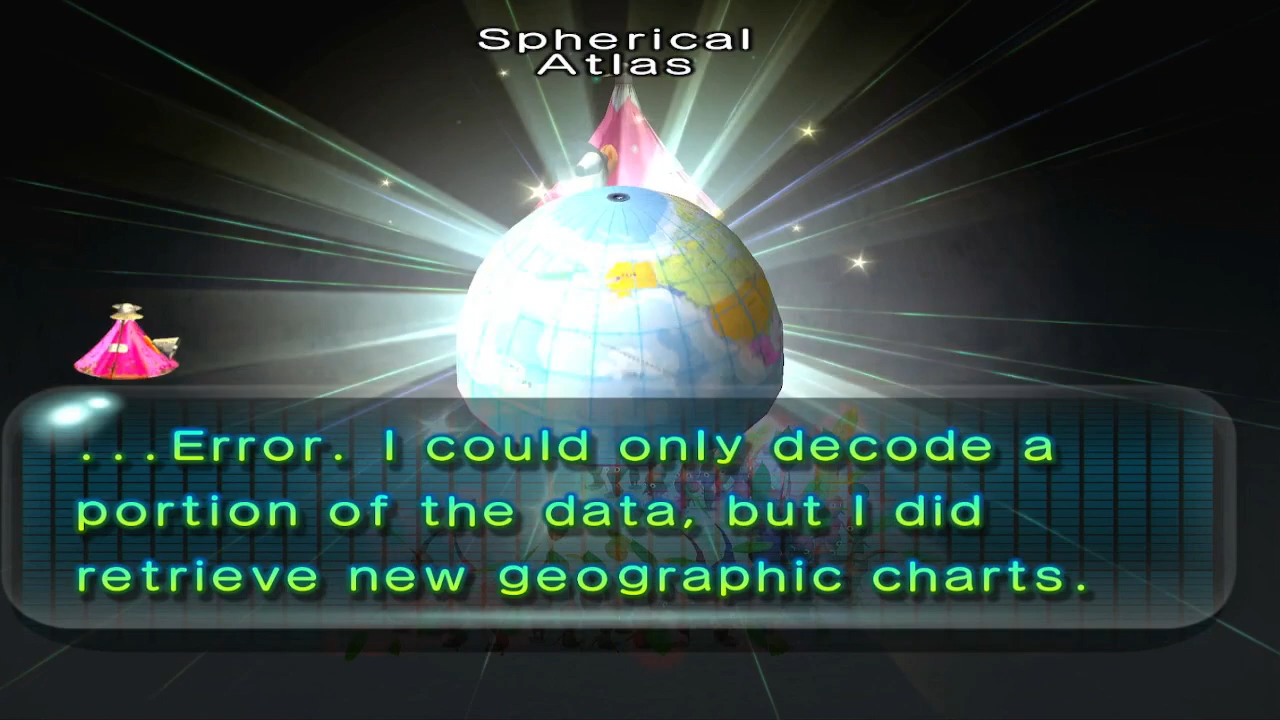 Spherical
Atlas
...Error. I could only decode a
portion of the data, but I did
retrieve new geographic charts.